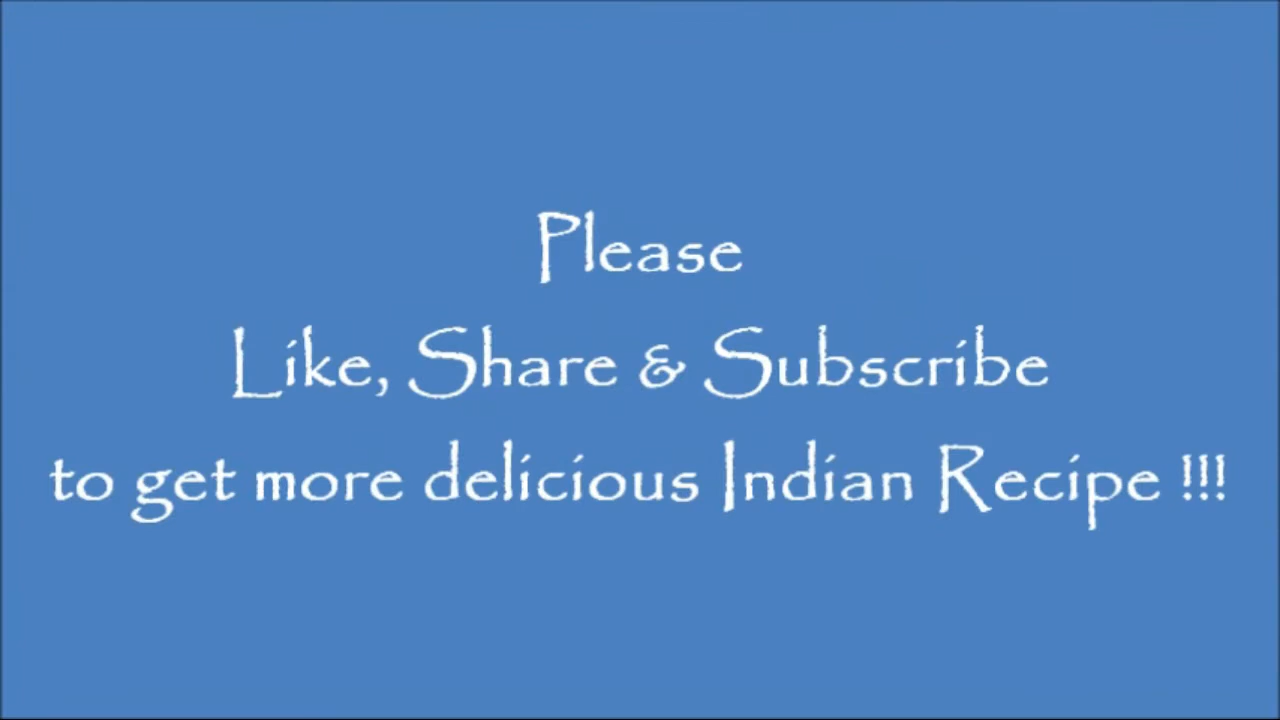 Please
Like, Share & Subscribe
to get more delicious Indian Recipe !!!